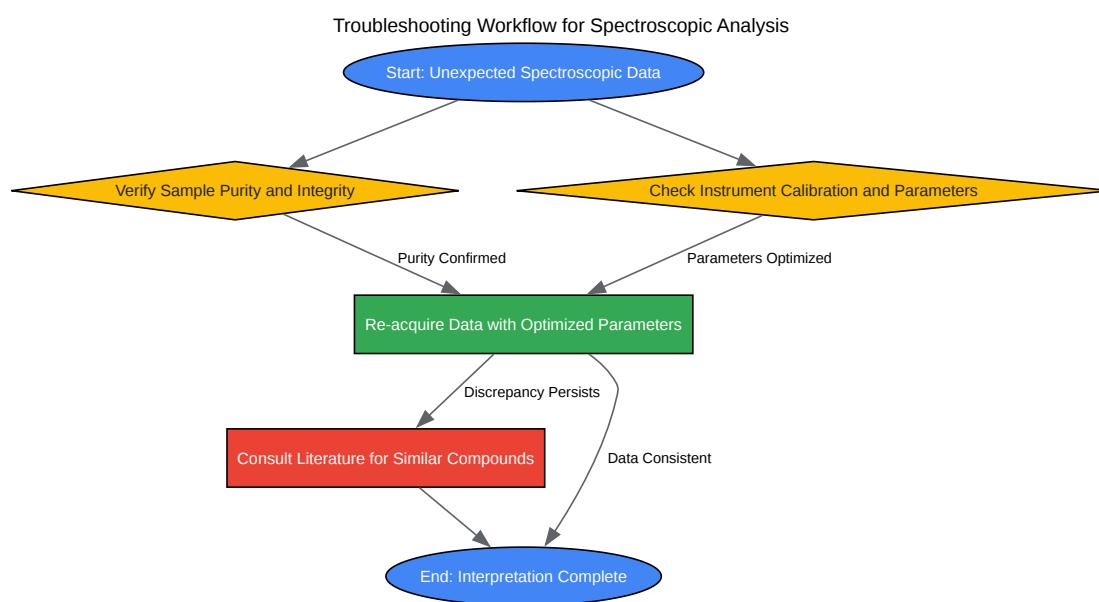 Troubleshooting Workflow for Spectroscopic Analysis
Start: Unexpected Spectroscopic Data
Verify Sample Purity and Integrity
Check Instrument Calibration and Parameters
Purity Confirmed
Parameters Optimized
Re-acquire Data with Optimized Parameters
Discrepancy Persists
Consult Literature for Similar Compounds
Data Consistent
End: Interpretation Complete